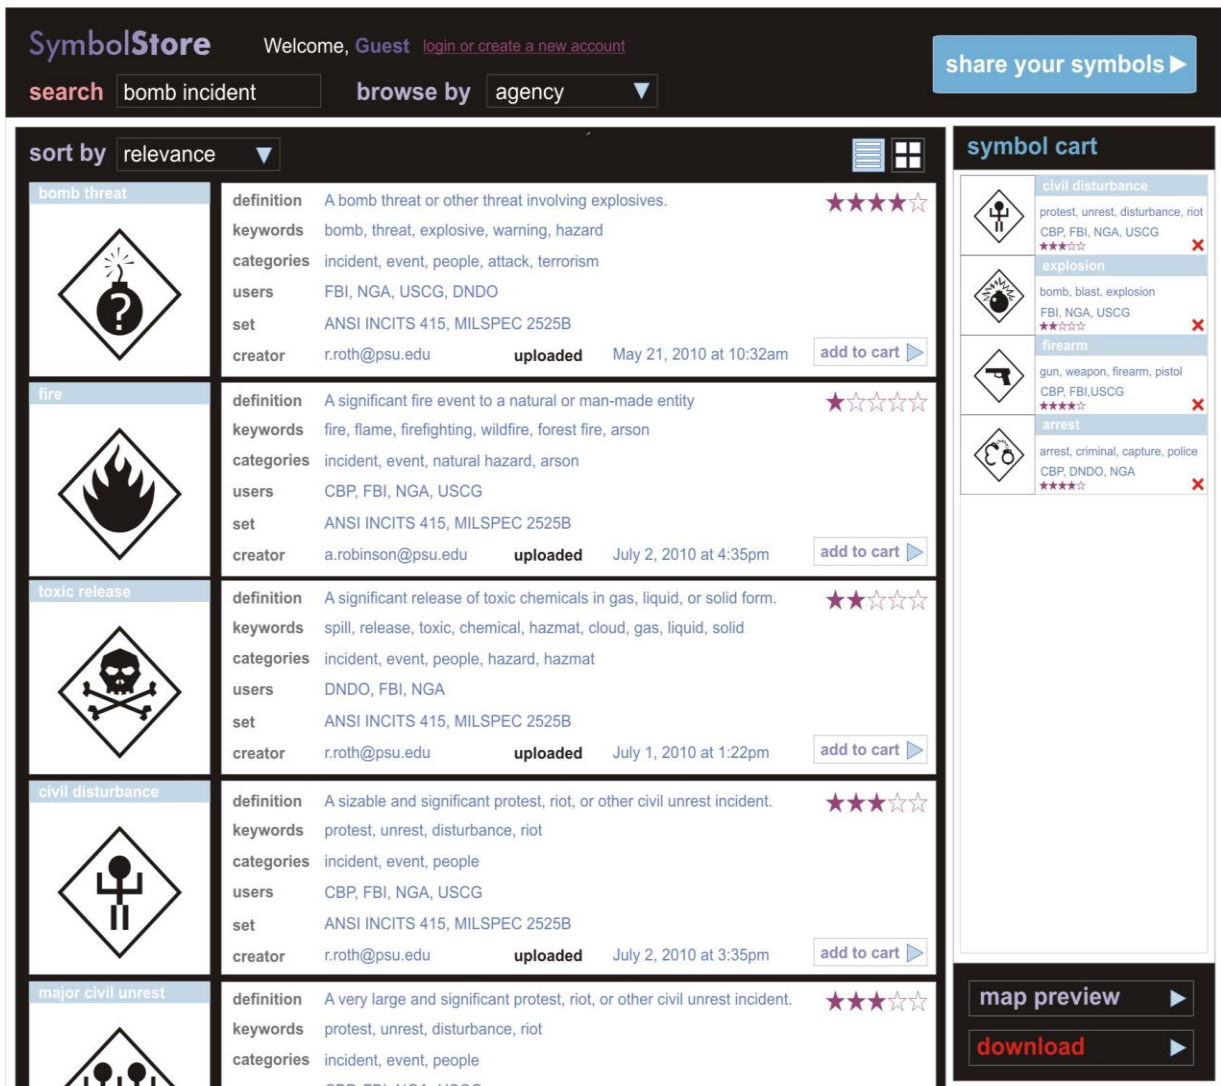 SymbolStore Welcome, Guest login or create a new account
share your symbols
search bomb incident browse by agency
sort by relevance
bomb threat
?
definition A bomb threat or other threat involving explosives.
keywords bomb, threat, explosive, warning, hazard
categories incident, event, people, attack, terrorism
users FBI, NGA, USCG, DNDO
set ANSI INCITS 415, MILSPEC 2525B
creator r.roth@psu.edu uploaded May 21, 2010 at 10:32am add to cart
fire
definition A significant fire event to a natural or man-made entity
keywords fire, flame, firefighting, wildfire, forest fire, arson
categories incident, event, natural hazard, arson
users CBP, FBI, NGA, USCG
set ANSI INCITS 415, MILSPEC 2525B
creator a.robinson@psu.edu uploaded July 2, 2010 at 4:35pm add to cart
toxic release
definition A significant release of toxic chemicals in gas, liquid, or solid form.
keywords spill, release, toxic, chemical, hazmat, cloud, gas, liquid, solid
categories incident, event, people, hazard, hazmat
users DNDO, FBI, NGA
set ANSI INCITS 415, MILSPEC 2525B
creator r.roth@psu.edu uploaded July 1, 2010 at 1:22pm add to cart
civil disturbance
definition A sizable and significant protest, riot, or other civil unrest incident.
keywords protest, unrest, disturbance, riot
categories incident, event, people
users CBP, FBI, NGA, USCG
set ANSI INCITS 415, MILSPEC 2525B
creator r.roth@psu.edu uploaded July 2, 2010 at 3:35pm add to cart
major civil unrest
definition A very large and significant protest, riot, or other civil unrest incident.
keywords protest, unrest, disturbance, riot
categories incident, event, people
symbol cart
civil disturbance
protest, unrest, disturbance, riot
CBP, FBI, NGA, USCG
explosion
bomb, blast, explosion
FBI, NGA, USCG
firearm
gun, weapon, firearm, pistol
CBP, FBI,USCG
arrest
arrest, criminal, capture, police
CBP, DNDO, NGA
map preview
download